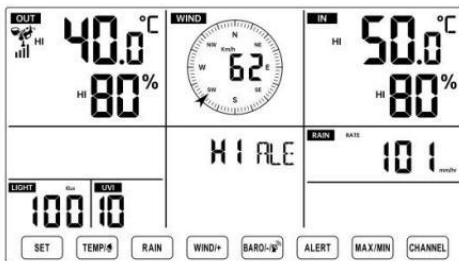 OUT
HI 40.0°C
HI 80%
WIND
N
NW NE
Km/h
W 62 E
SW SE
S
IN
HI 50.0°C
HI 80%
HI ALE
RAIN RATE
101 mm/hr
LIGHT Klux
100
UVI
10
SET TEMP/ RAIN WIND/+ BARO/-/ ALERT MAX/MIN CHANNEL